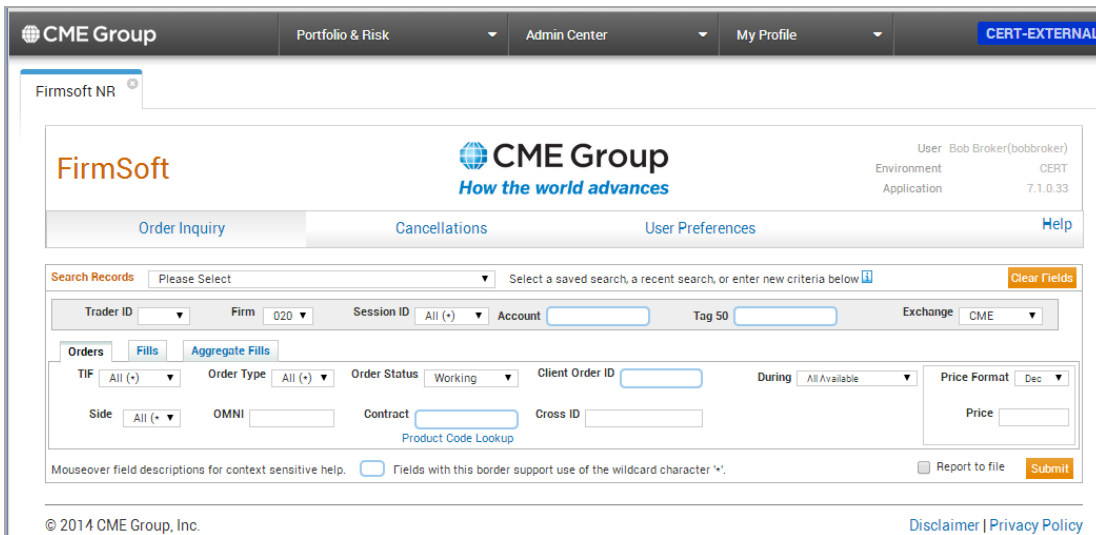 CME Group Portfolio & Risk Admin Center My Profile CERT-EXTERNAL
Firmsoft NR
FirmSoft
CME Group
How the world advances
User Bob Broker(bobbroker)
Environment CERT
Application 7.1.0.33
Order Inquiry Cancellations User Preferences Help
Search Records Please Select Select a saved search, a recent search, or enter new criteria below i Clear Fields
Trader ID Firm 020 Session ID All (*) Account Tag 50 Exchange CME
Orders Fills Aggregate Fills
TIF All (*) Order Type All (*) Order Status Working Client Order ID During All Available Price Format Dec
Side All (* OMNI Contract Cross ID Price
Product Code Lookup
Mouseover field descriptions for context sensitive help. Fields with this border support use of the wildcard character '*'. Report to file Submit
© 2014 CME Group, Inc. Disclaimer | Privacy Policy